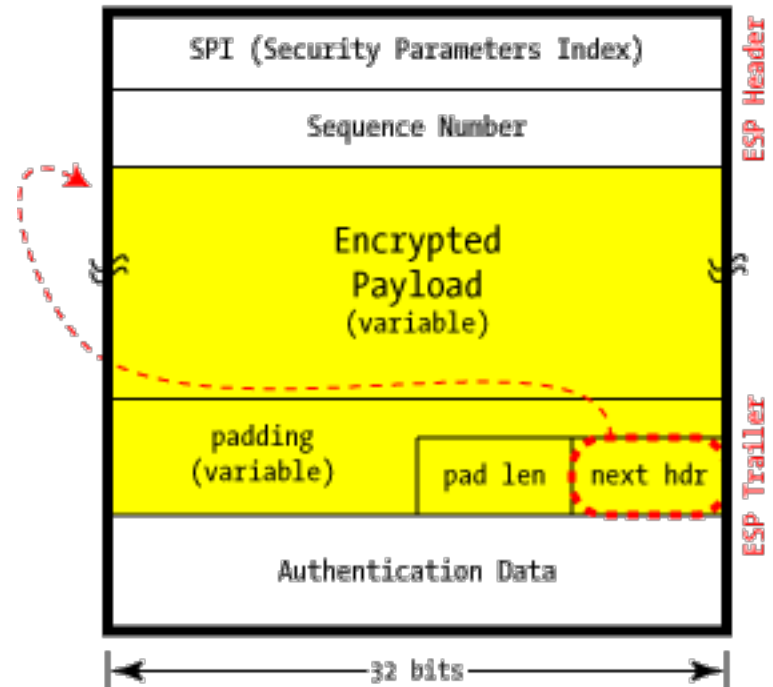 SPI (Security Parameters Index)
ESP Header
Sequence Number
Encrypted
Payload
(variable)
padding
(variable)
pad len
next hdr
ESP Trailer
Authentication Data
32 bits